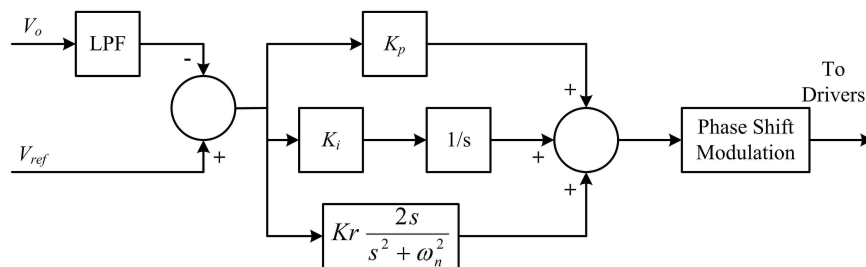 V_o
LPF
-
K_p
+
To
Drivers
K_i
1/s
+
+
Phase Shift
Modulation
V_ref
+
Kr 2s / (s^2 + ω_n^2)